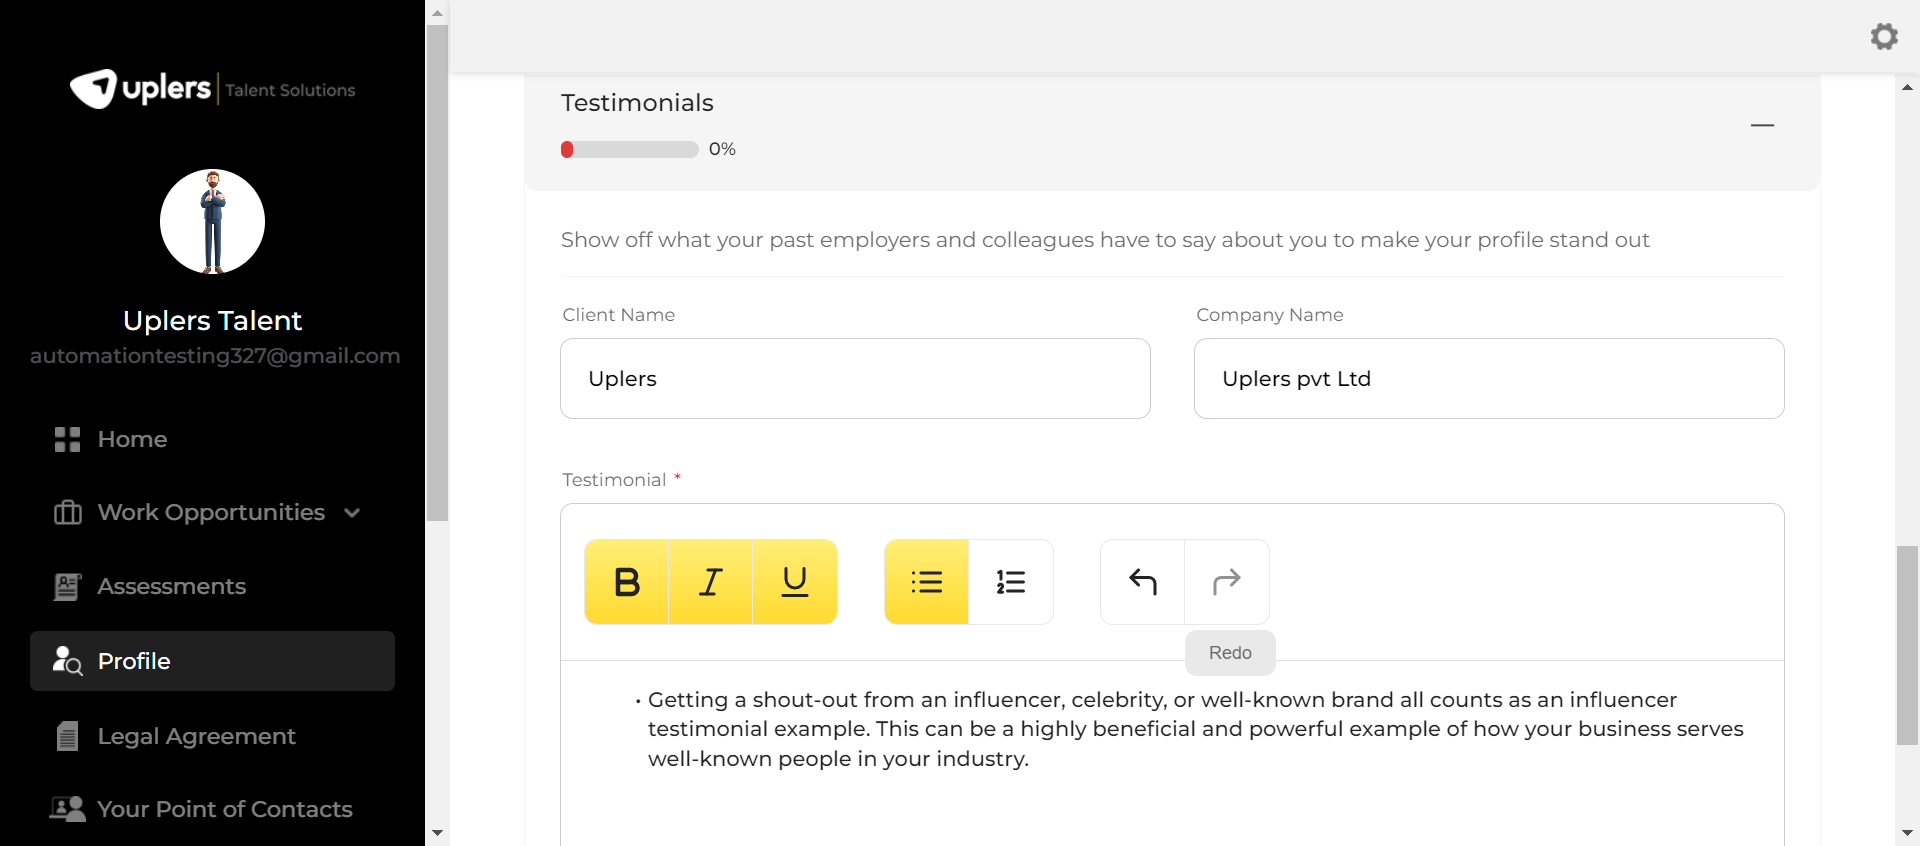 uplers | Talent Solutions
Uplers Talent
automationtesting327@gmail.com
Home
Work Opportunities
Assessments
Profile
Legal Agreement
Your Point of Contacts
Testimonials
0%
Show off what your past employers and colleagues have to say about you to make your profile stand out
Client Name
Company Name
Uplers
Uplers pvt Ltd
Testimonial *
B I U
Redo
• Getting a shout-out from an influencer, celebrity, or well-known brand all counts as an influencer
testimonial example. This can be a highly beneficial and powerful example of how your business serves
well-known people in your industry.